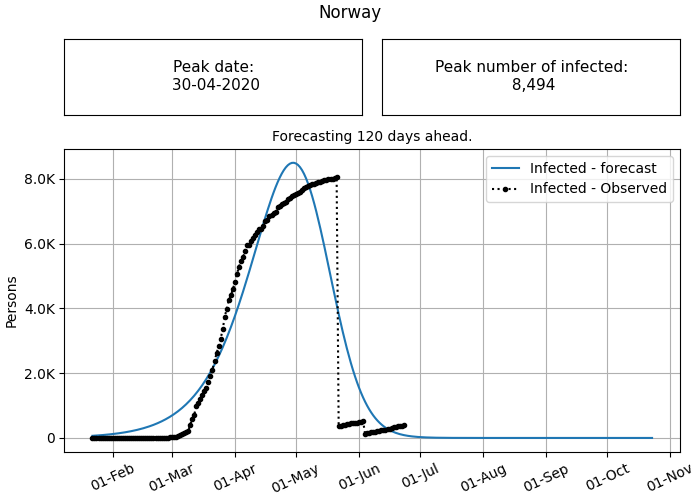 Norway
Peak date:
30-04-2020
Peak number of infected:
8,494
Forecasting 120 days ahead.
Infected - forecast
Infected - Observed
8.0K
6.0K
4.0K
2.0K
0
Persons
01-Feb
01-Mar
01-Apr
01-May
01-Jun
01-Jul
01-Aug
01-Sep
01-Oct
01-Nov